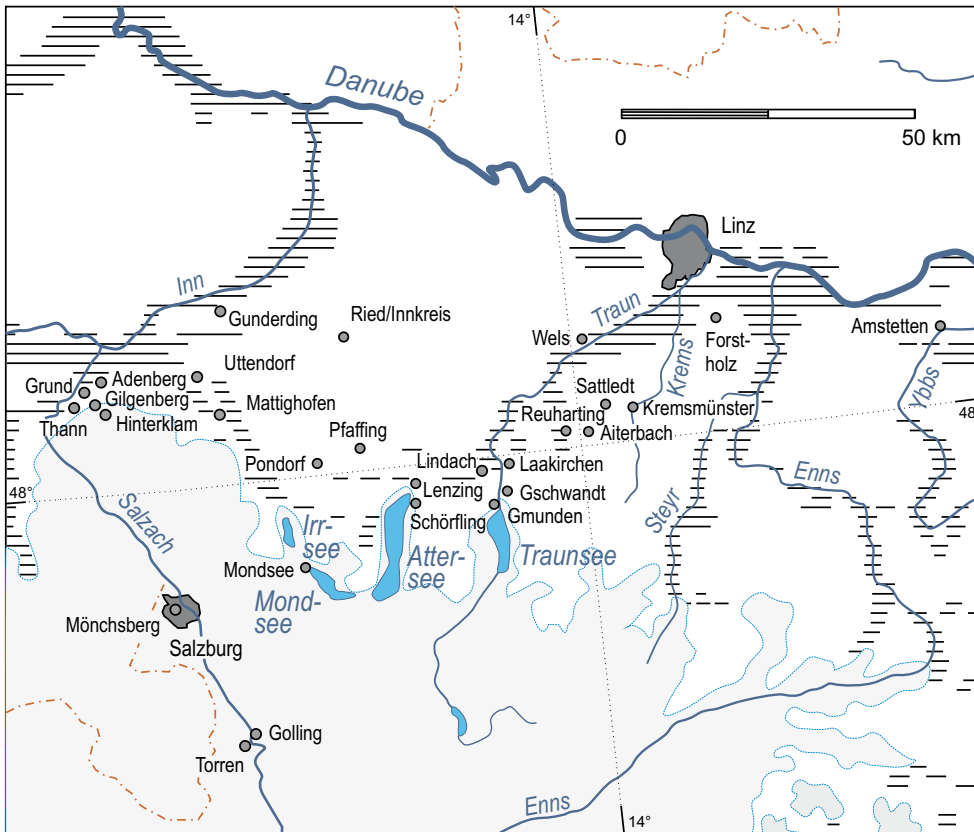 14°
Danube
0
50 km
Linz
Inn
Gunderding
Ried/Innkreis
Traun
Wels
Krems
Forst-
holz
Amstetten
Ybbs
Uttendorf
Grund
Adenberg
Gilgenberg
Mattighofen
Thann
Hinterklam
Sattledt
Reuharting
Kremsmünster
Aiterbach
48
Pfaffing
Pondorf
Lindach
Laakirchen
Enns
48°
Lenzing
Gschwandt
Schörfling
Gmunden
Steyr
Salzach
Irr-
see
Atter-
see
Traunsee
Mondsee
Mond-
see
Mönchsberg
Salzburg
Golling
Torren
Enns
14°